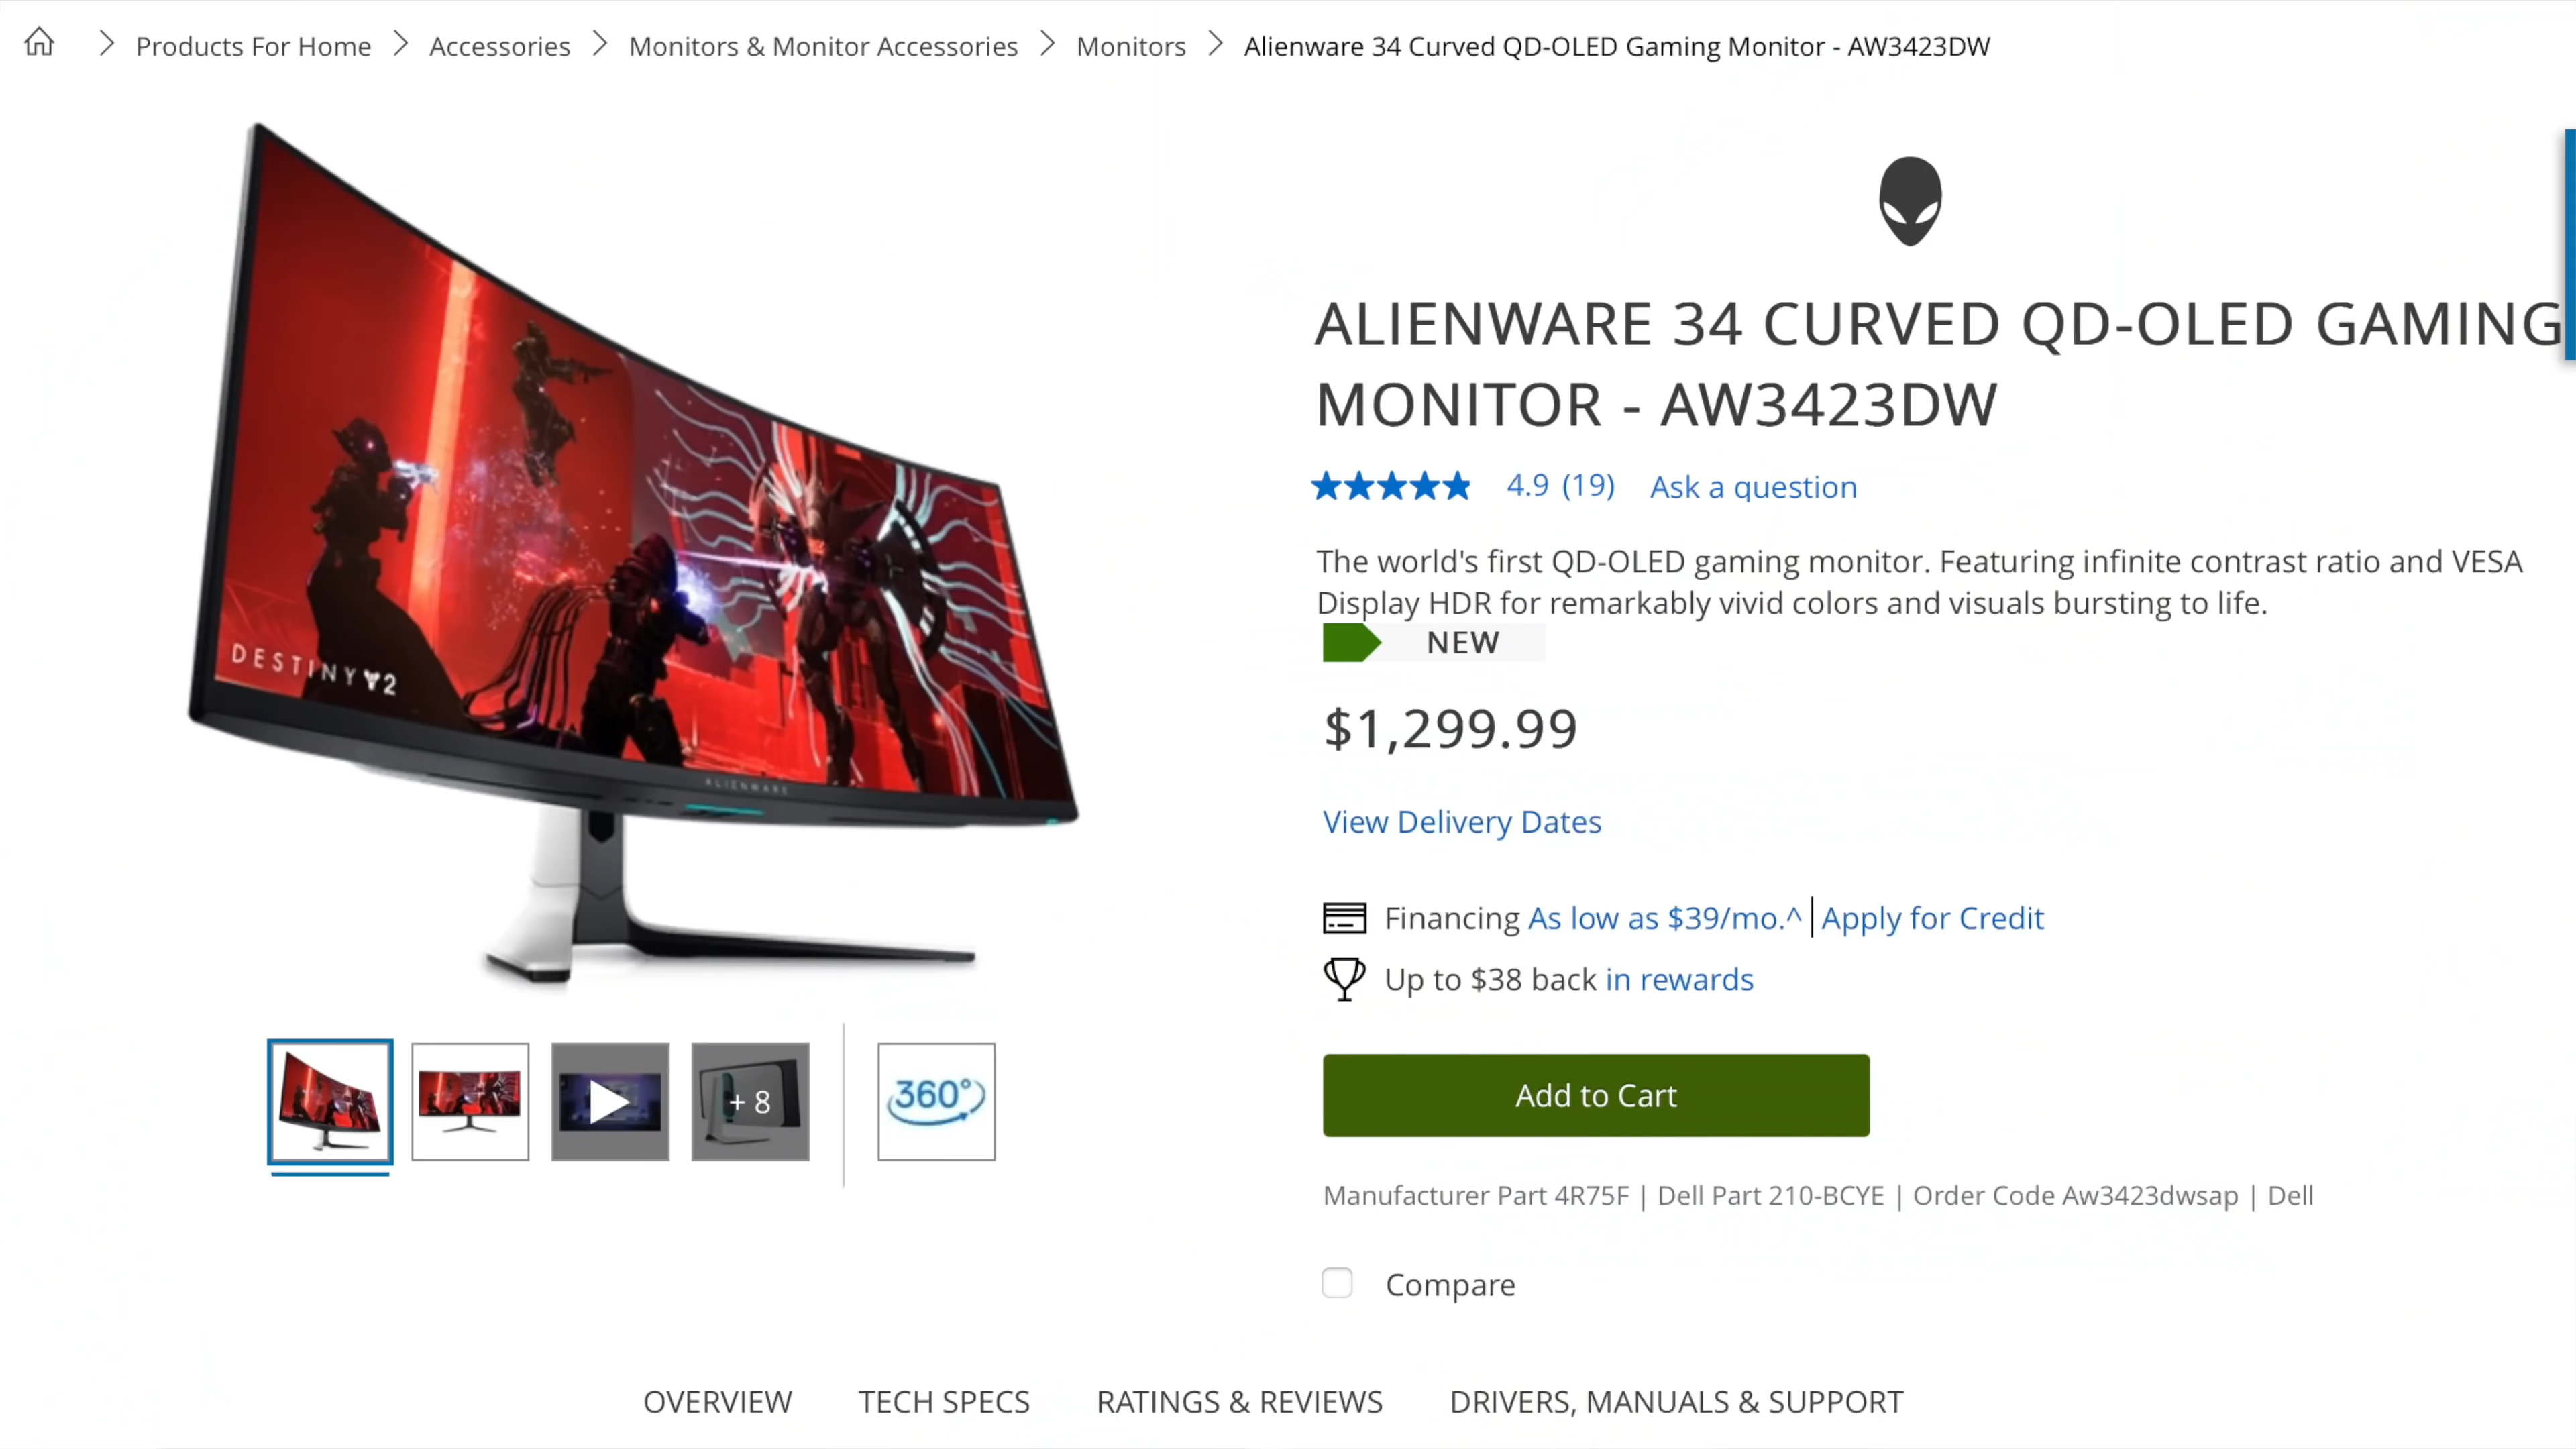 Products For Home > Accessories > Monitors & Monitor Accessories > Monitors > Alienware 34 Curved QD-OLED Gaming Monitor - AW3423DW
ALIENWARE 34 CURVED QD-OLED GAMING
MONITOR - AW3423DW
4.9 (19) Ask a question
The world's first QD-OLED gaming monitor. Featuring infinite contrast ratio and VESA
Display HDR for remarkably vivid colors and visuals bursting to life.
NEW
$1,299.99
View Delivery Dates
Financing As low as $39/mo.^ | Apply for Credit
Up to $38 back in rewards
Add to Cart
Manufacturer Part 4R75F | Dell Part 210-BCYE | Order Code Aw3423dwsap | Dell
Compare
DESTINY 2
ALIENWARE
+ 8
360°
OVERVIEW TECH SPECS RATINGS & REVIEWS DRIVERS, MANUALS & SUPPORT